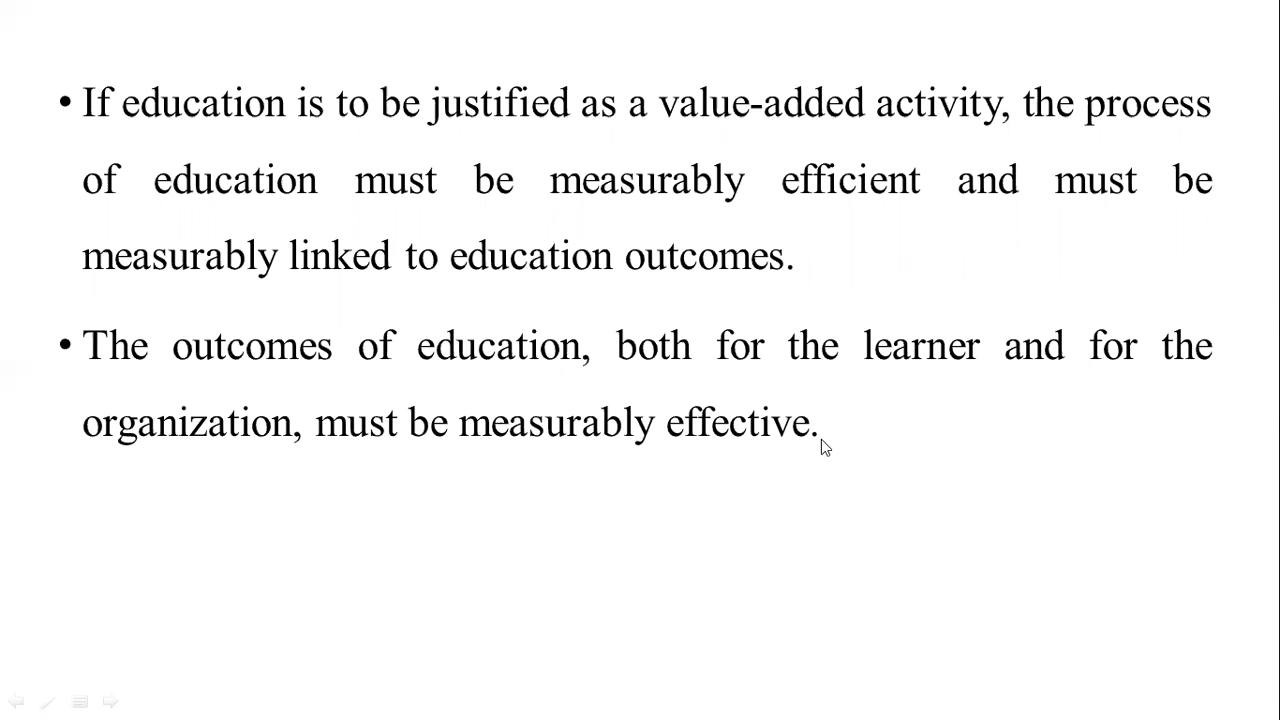 • If education is to be justified as a value-added activity, the process
of education must be measurably efficient and must be
measurably linked to education outcomes.
• The outcomes of education, both for the learner and for the
organization, must be measurably effective.